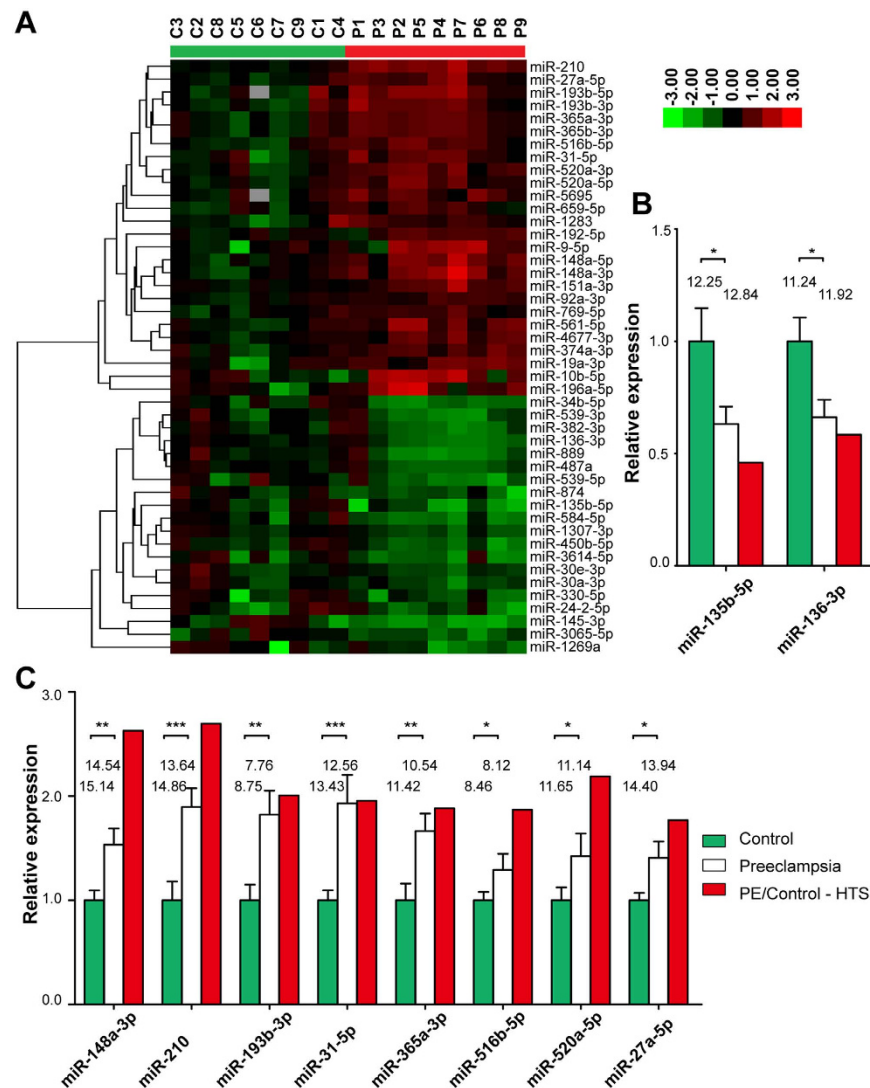 A
C3 C2 C8 C5 C6 C7 C9 C1 C4 P1 P3 P2 P5 P4 P7 P6 P8 P9
miR-210
miR-27a-5p
miR-193b-5p
miR-193b-3p
miR-365a-3p
miR-365b-3p
miR-516b-5p
miR-31-5p
miR-520a-3p
miR-520a-5p
miR-5695
miR-659-5p
miR-1283
miR-192-5p
miR-9-5p
miR-148a-5p
miR-148a-3p
miR-151a-3p
miR-92a-3p
miR-769-5p
miR-561-5p
miR-4677-3p
miR-374a-3p
miR-19a-3p
miR-10b-5p
miR-196a-5p
miR-34b-5p
miR-539-3p
miR-382-3p
miR-136-3p
miR-889
miR-487a
miR-539-5p
miR-874
miR-135b-5p
miR-584-5p
miR-1307-3p
miR-450b-5p
miR-3614-5p
miR-30e-3p
miR-30a-3p
miR-330-5p
miR-24-2-5p
miR-145-3p
miR-3065-5p
miR-1269a
-3.00 -2.00 -1.00 0.00 1.00 2.00 3.00
B
Relative expression
1.5
1.0
0.5
0.0
* *
12.25 11.24
12.84 11.92
miR-135b-5p miR-136-3p
C
Relative expression
3.0
2.0
1.0
0.0
** *** ** *** ** * * *
14.54 13.64 7.76 12.56 10.54 8.12 11.14 13.94
15.14 14.86 8.75 13.43 11.42 8.46 11.65 14.40
miR-148a-3p miR-210 miR-193b-3p miR-31-5p miR-365a-3p miR-516b-5p miR-520a-5p miR-27a-5p
Control
Preeclampsia
PE/Control - HTS